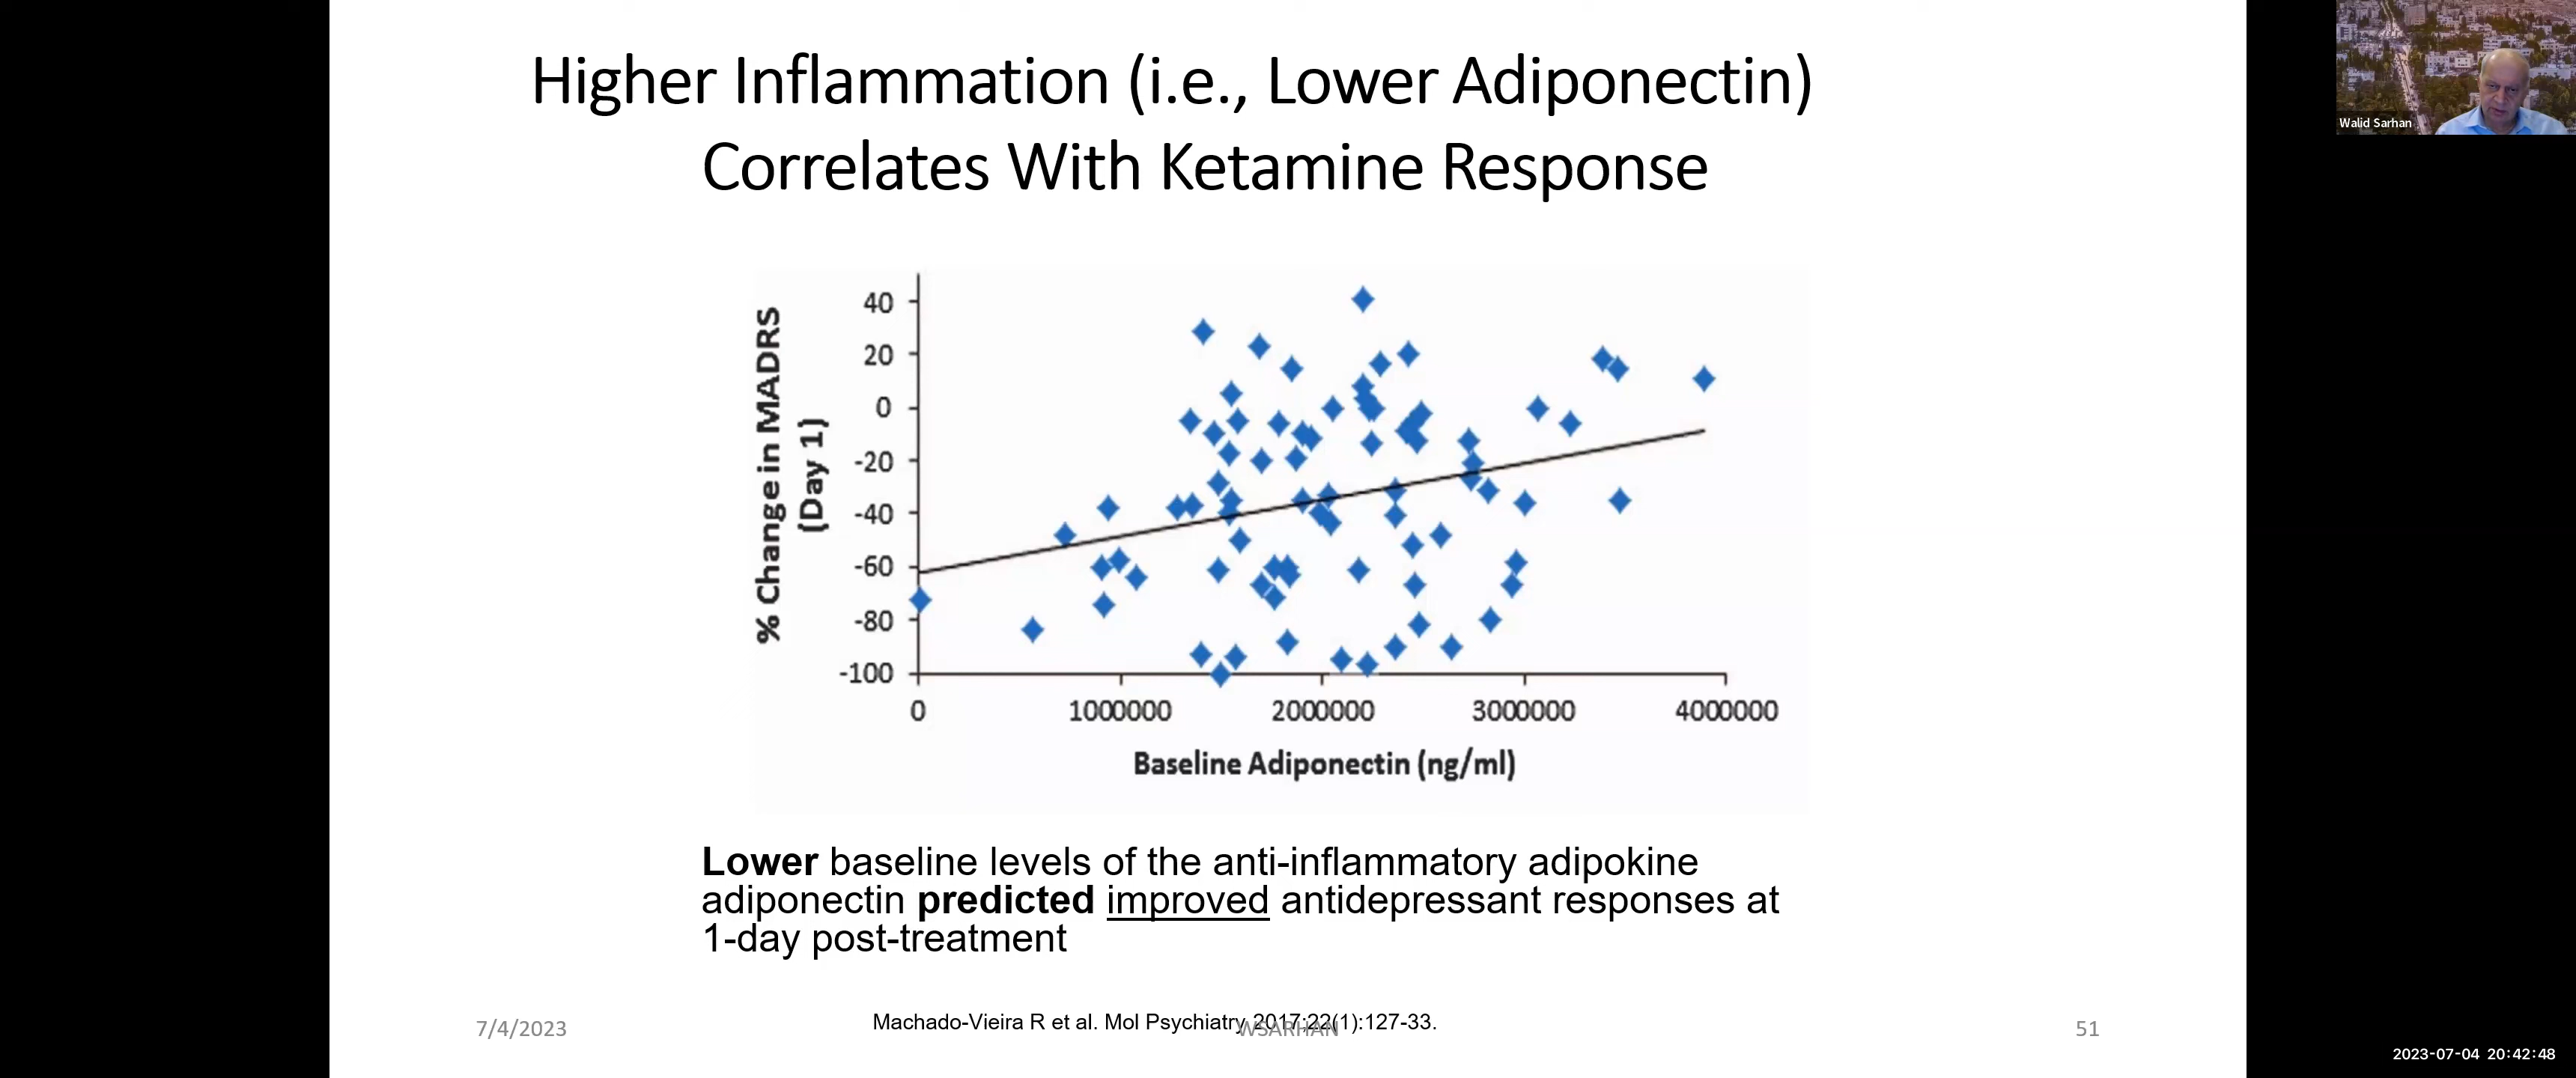 Higher Inflammation (i.e., Lower Adiponectin)
Correlates With Ketamine Response
Walid Sarhan
% Change in MADRS
(Day 1)
40
20
0
-20
-40
-60
-80
-100
0 1000000 2000000 3000000 4000000
Baseline Adiponectin (ng/ml)
Lower baseline levels of the anti-inflammatory adipokine
adiponectin predicted improved antidepressant responses at
1-day post-treatment
Machado-Vieira R et al. Mol Psychiatry 2017;22(1):127-33.
7/4/2023 WSARHAN 51
2023-07-04 20:42:48